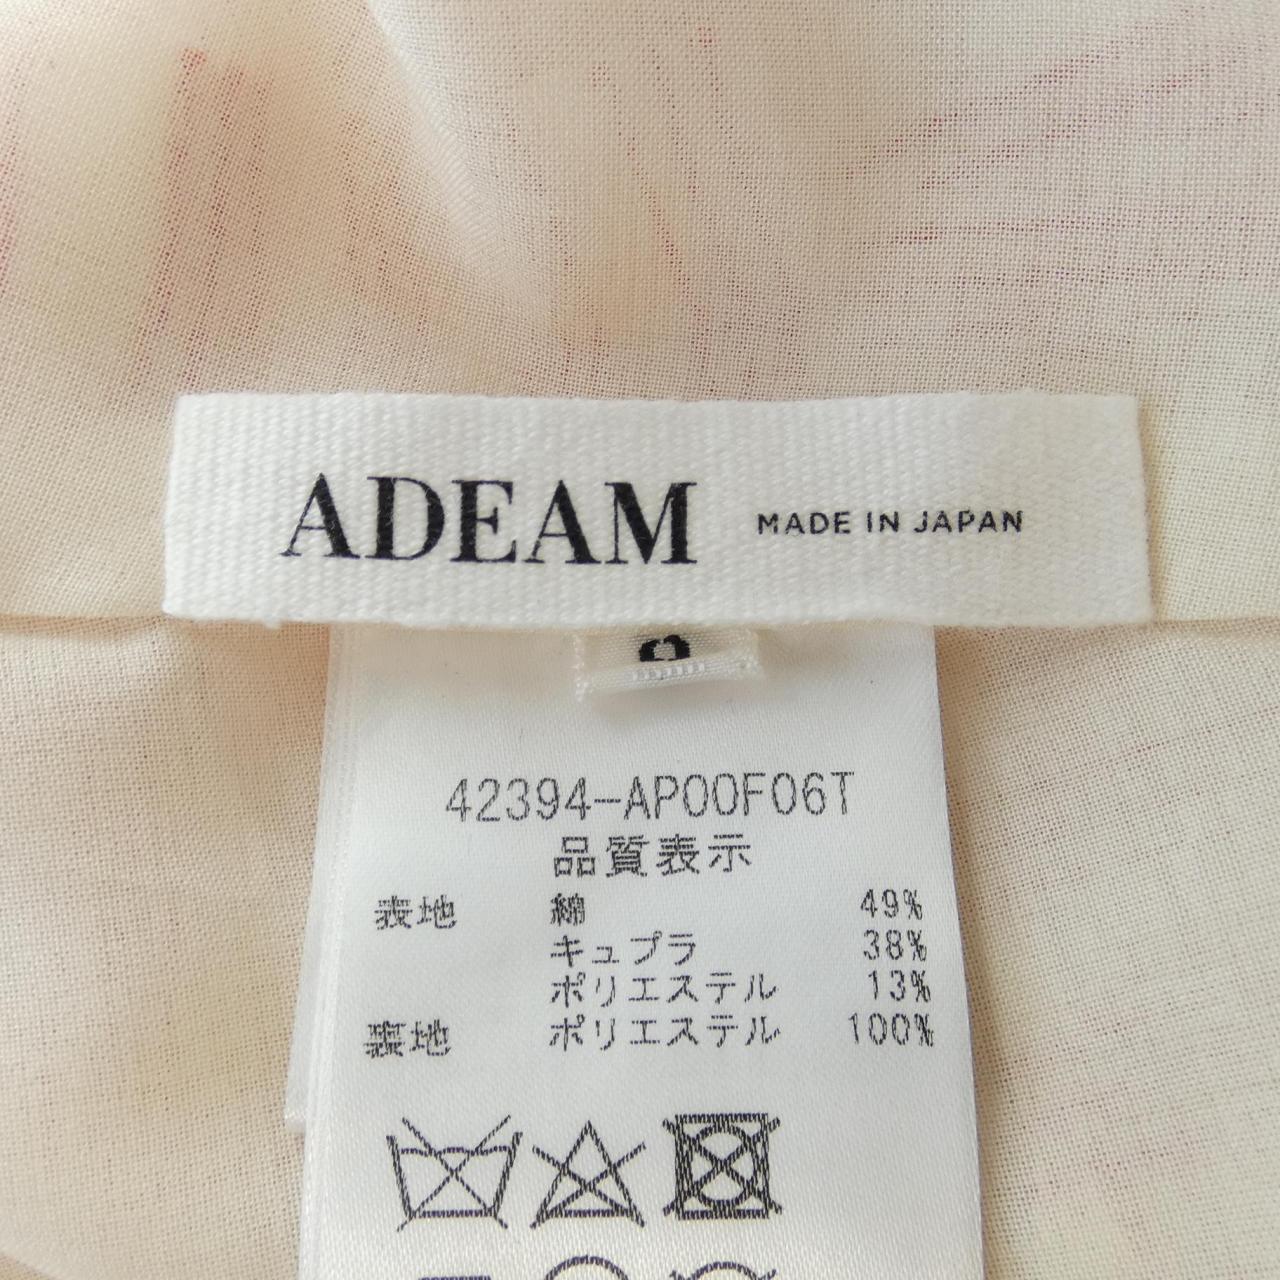 ADEAM MADE IN JAPAN
42394-AP00F06T
品質表示
表地 綿 49%
キュプラ 38%
ポリエステル 13%
裏地 ポリエステル 100%